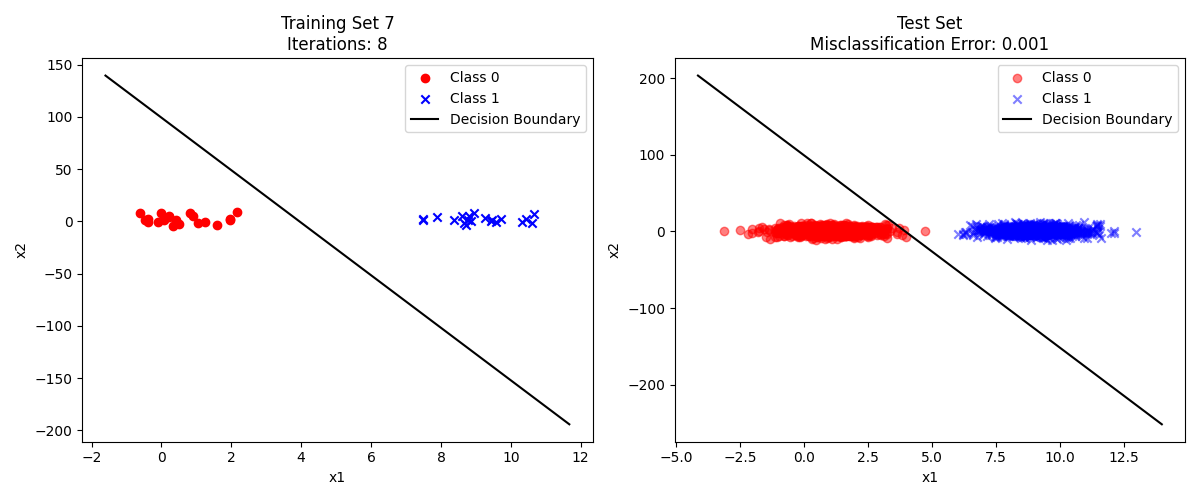 Training Set 7
Iterations: 8
150
100
50
0
−50
−100
−150
−200
x2
−2
0
2
4
6
8
10
12
x1
Class 0
Class 1
Decision Boundary
Test Set
Misclassification Error: 0.001
200
100
0
−100
−200
x2
−5.0
−2.5
0.0
2.5
5.0
7.5
10.0
12.5
x1
Class 0
Class 1
Decision Boundary